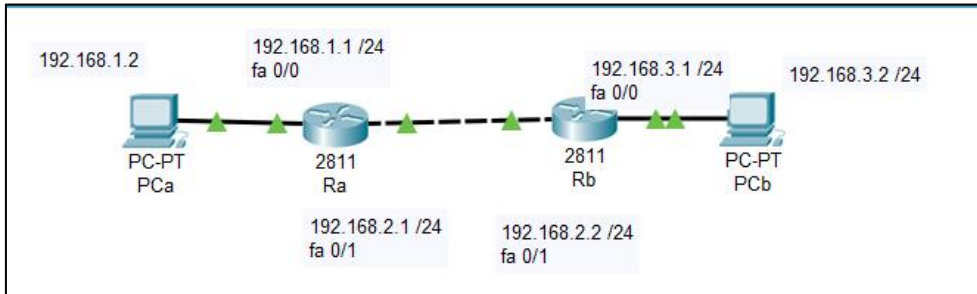 192.168.1.2
192.168.1.1 /24
fa 0/0
192.168.3.1 /24
fa 0/0
192.168.3.2 /24
PC-PT
PCa
2811
Ra
2811
Rb
PC-PT
PCb
192.168.2.1 /24
fa 0/1
192.168.2.2 /24
fa 0/1